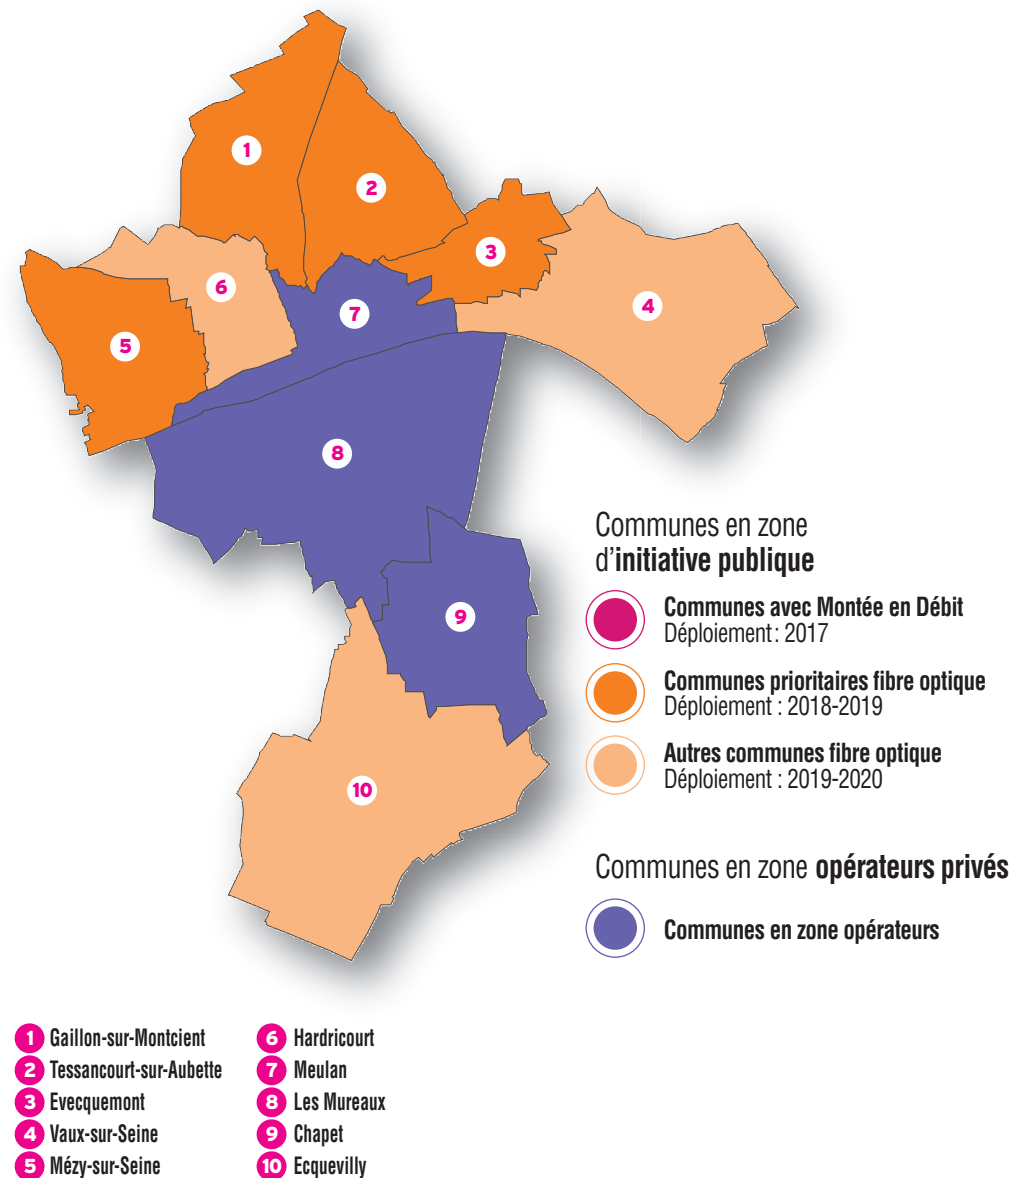 1
2
3
4
5
6
7
8
9
10
Communes en zone
d'initiative publique
Communes avec Montée en Débit
Déploiement : 2017
Communes prioritaires fibre optique
Déploiement : 2018-2019
Autres communes fibre optique
Déploiement : 2019-2020
Communes en zone opérateurs privés
Communes en zone opérateurs
1 Gaillon-sur-Montcient
2 Tessancourt-sur-Aubette
3 Evecquemont
4 Vaux-sur-Seine
5 Mézy-sur-Seine
6 Hardricourt
7 Meulan
8 Les Mureaux
9 Chapet
10 Ecquevilly